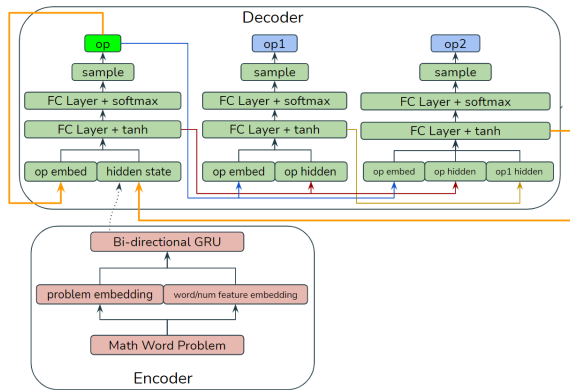 Decoder
op
op1
op2
sample
sample
sample
FC Layer + softmax
FC Layer + softmax
FC Layer + softmax
FC Layer + tanh
FC Layer + tanh
FC Layer + tanh
op embed
hidden state
op embed
op hidden
op embed
op hidden
op1 hidden
Bi-directional GRU
problem embedding
word/num feature embedding
Math Word Problem
Encoder